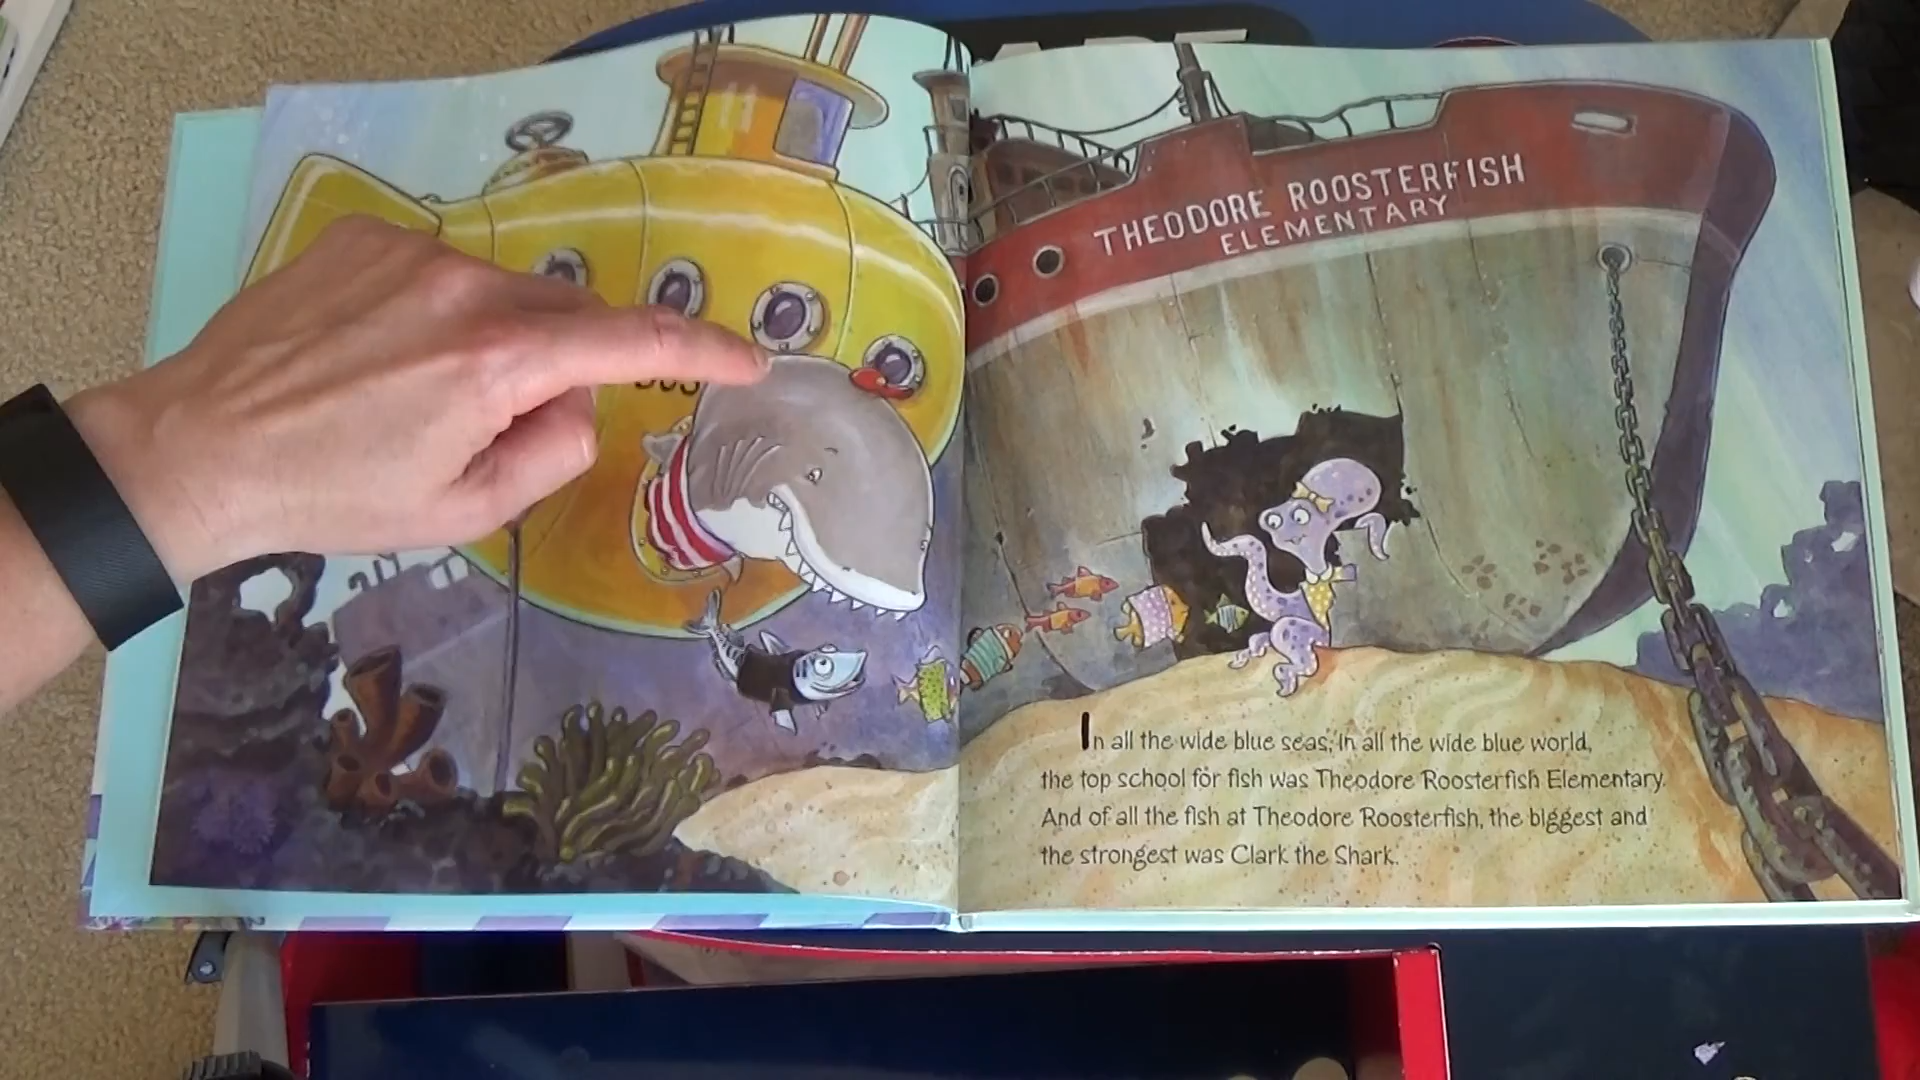 THEODORE ROOSTERFISH
ELEMENTARY
In all the wide blue seas, in all the wide blue world,
the top school for fish was Theodore Roosterfish Elementary.
And of all the fish at Theodore Roosterfish, the biggest and
the strongest was Clark the Shark.